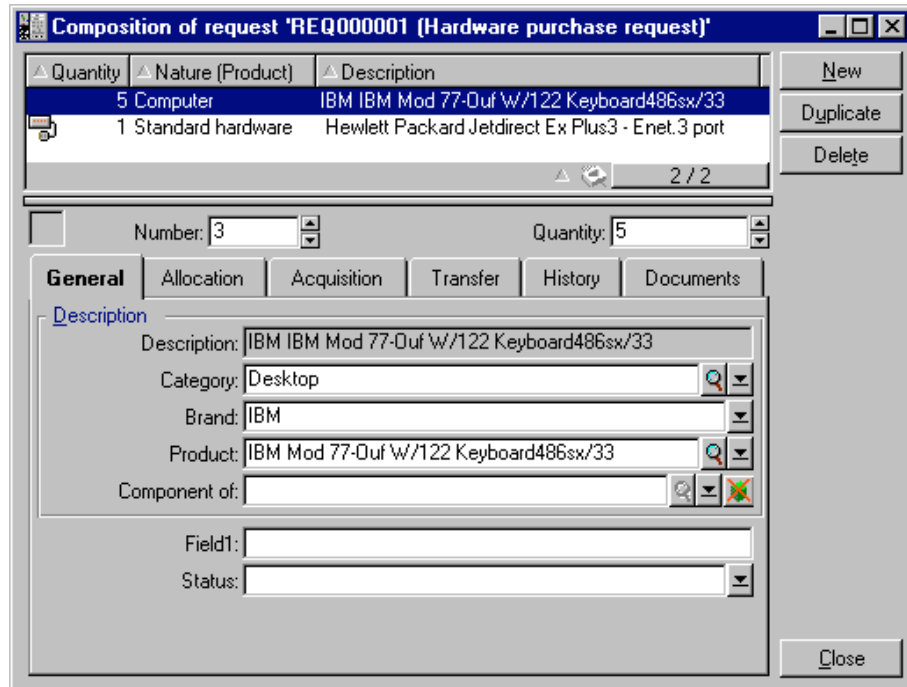 Composition of request 'REQ000001 (Hardware purchase request)'
Quantity Nature (Product) Description
5 Computer IBM IBM Mod 77-0uf W/122 Keyboard486sx/33
1 Standard hardware Hewlett Packard Jetdirect Ex Plus3 - Enet.3 port
2 / 2
New
Duplicate
Delete
Number: 3 Quantity: 5
General Allocation Acquisition Transfer History Documents
Description
Description: IBM IBM Mod 77-0uf W/122 Keyboard486sx/33
Category: Desktop
Brand: IBM
Product: IBM Mod 77-0uf W/122 Keyboard486sx/33
Component of:
Field1:
Status:
Close